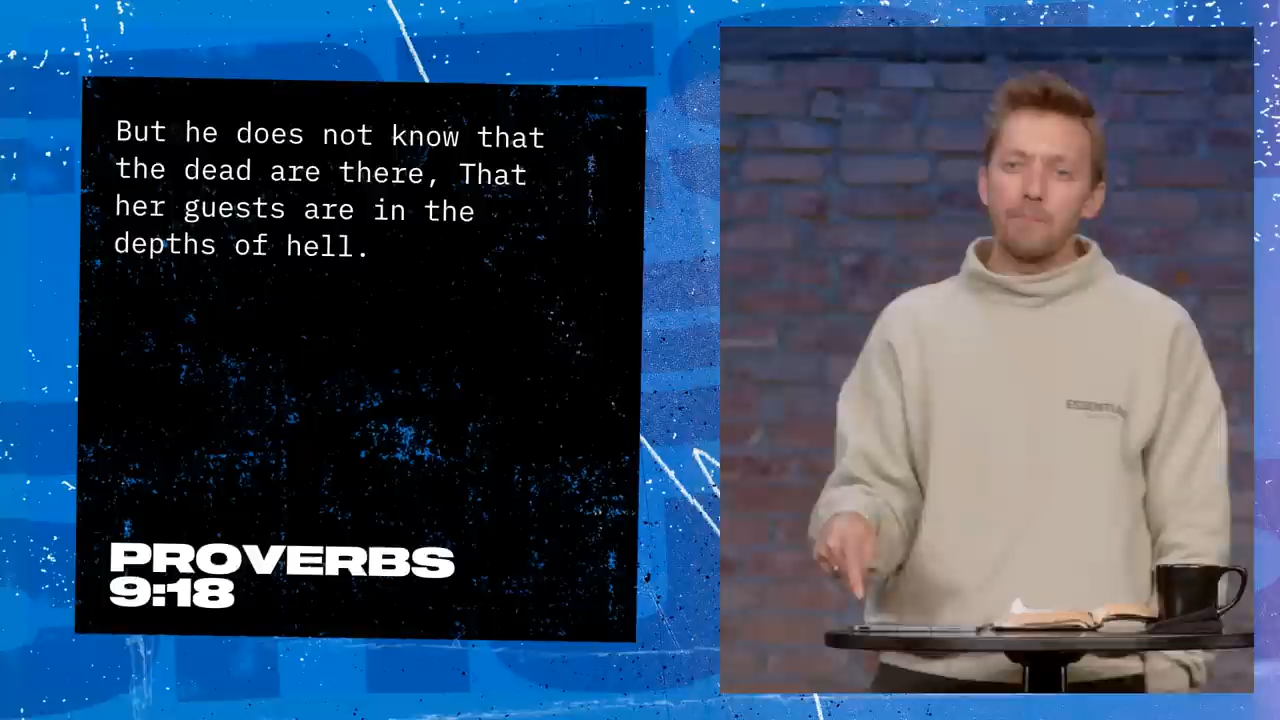 But he does not know that
the dead are there, That
her guests are in the
depths of hell.
PROVERBS
9:18